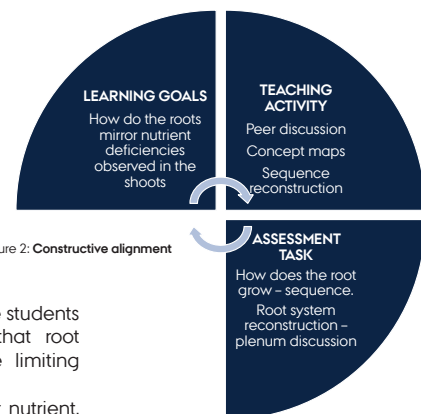 LEARNING GOALS
How do the roots
mirror nutrient
deficiencies
observed in the
shoots
TEACHING
ACTIVITY
Peer discussion
Concept maps
Sequence
reconstruction
ure 2: Constructive alignment
ASSESSMENT
TASK
How does the root
grow – sequence.
Root system
reconstruction –
plenum discussion
students
that root
limiting
nutrient.